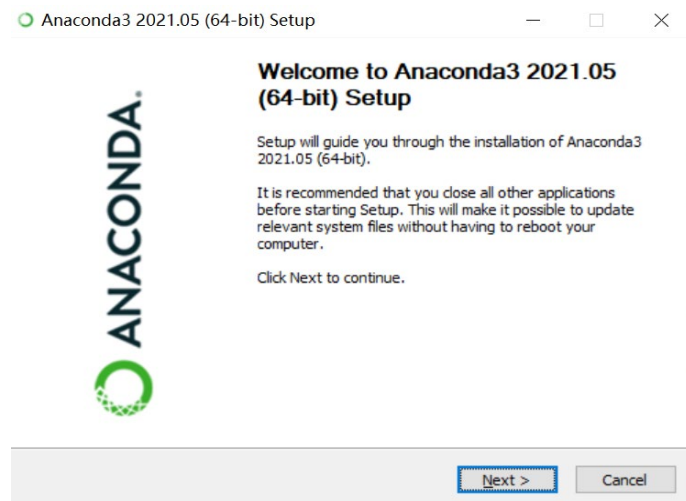 Anaconda3 2021.05 (64-bit) Setup
Welcome to Anaconda3 2021.05
(64-bit) Setup
Setup will guide you through the installation of Anaconda3
2021.05 (64-bit).
It is recommended that you close all other applications
before starting Setup. This will make it possible to update
relevant system files without having to reboot your
computer.
Click Next to continue.
ANACONDA.
Next >
Cancel